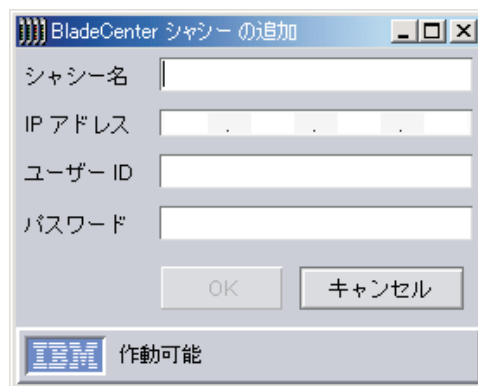 BladeCenter シャシー の追加
シャシー名
IP アドレス
. . .
ユーザー ID
パスワード
OK キャンセル
IBM 作動可能